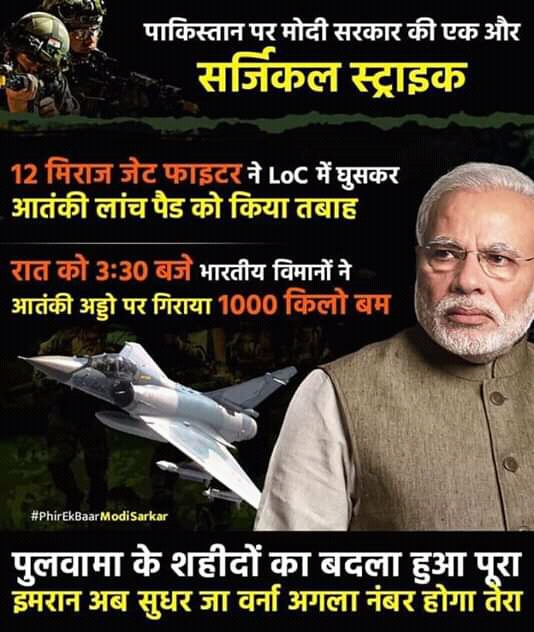 पाकिस्तान पर मोदी सरकार की एक और
सर्जिकल स्ट्राइक
12 मिराज जेट फाइटर ने LoC में घुसकर
आतंकी लांच पैड को किया तबाह
रात को 3:30 बजे भारतीय विमानों ने
आतंकी अड्डो पर गिराया 1000 किलो बम
#PhirEkBaarModiSarkar
पुलवामा के शहीदों का बदला हुआ पूरा
इमरान अब सुधर जा वर्ना अगला नंबर होगा तेरा